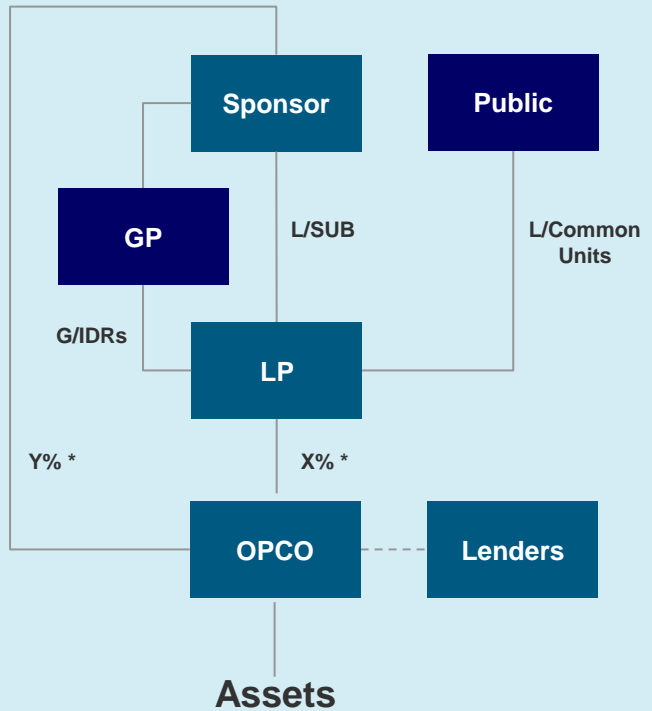 Sponsor
Public
GP
L/SUB
L/Common
Units
G/IDRs
LP
Y% *
X% *
OPCO
Lenders
Assets